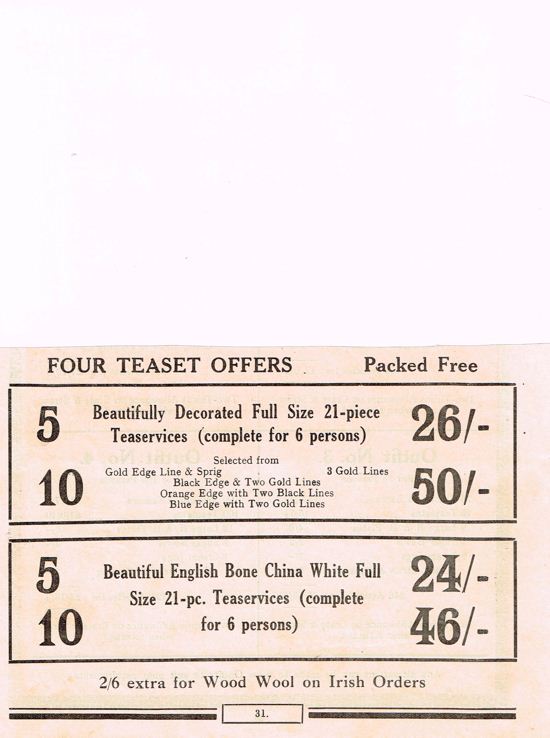 FOUR TEASET OFFERS Packed Free
5 Beautifully Decorated Full Size 21-piece 26/-
Teaservices (complete for 6 persons)
Selected from
Gold Edge Line & Sprig 3 Gold Lines
10 Black Edge & Two Gold Lines 50/-
Orange Edge with Two Black Lines
Blue Edge with Two Gold Lines
5 Beautiful English Bone China White Full 24/-
Size 21-pc. Teaservices (complete
10 for 6 persons) 46/-
2/6 extra for Wood Wool on Irish Orders
31.